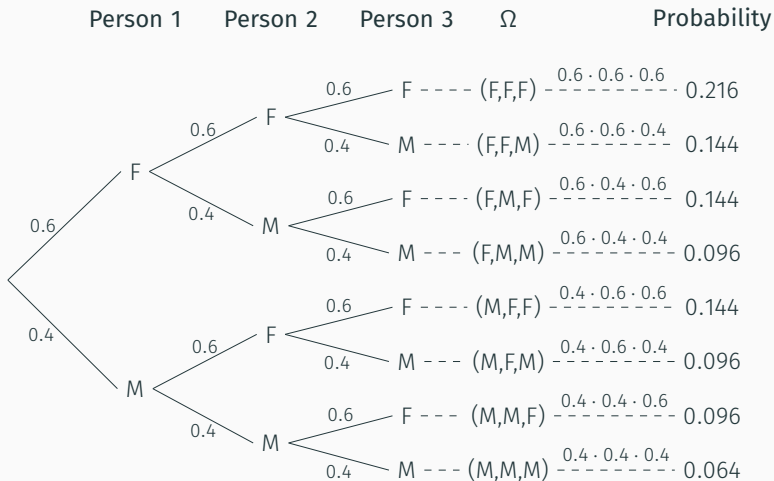 Person 1 Person 2 Person 3 Ω Probability
0.6 F (F,F,F) 0.6 · 0.6 · 0.6 0.216
0.6 F
0.4 M (F,F,M) 0.6 · 0.6 · 0.4 0.144
F
0.6 F (F,M,F) 0.6 · 0.4 · 0.6 0.144
0.4 M
0.6
0.4 M (F,M,M) 0.6 · 0.4 · 0.4 0.096
0.6 F (M,F,F) 0.4 · 0.6 · 0.6 0.144
0.4
0.6 F
0.4 M (M,F,M) 0.4 · 0.6 · 0.4 0.096
M
0.6 F (M,M,F) 0.4 · 0.4 · 0.6 0.096
0.4 M
0.4 M (M,M,M) 0.4 · 0.4 · 0.4 0.064